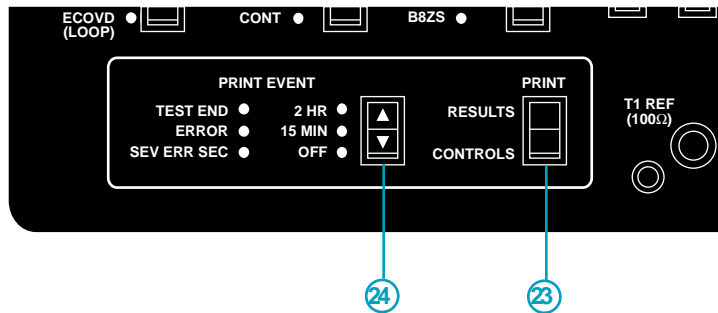 ECOVD
(LOOP)
CONT
B8ZS
PRINT EVENT
TEST END
ERROR
SEV ERR SEC
2 HR
15 MIN
OFF
PRINT
RESULTS
CONTROLS
T1 REF
(100Ω)
24
23